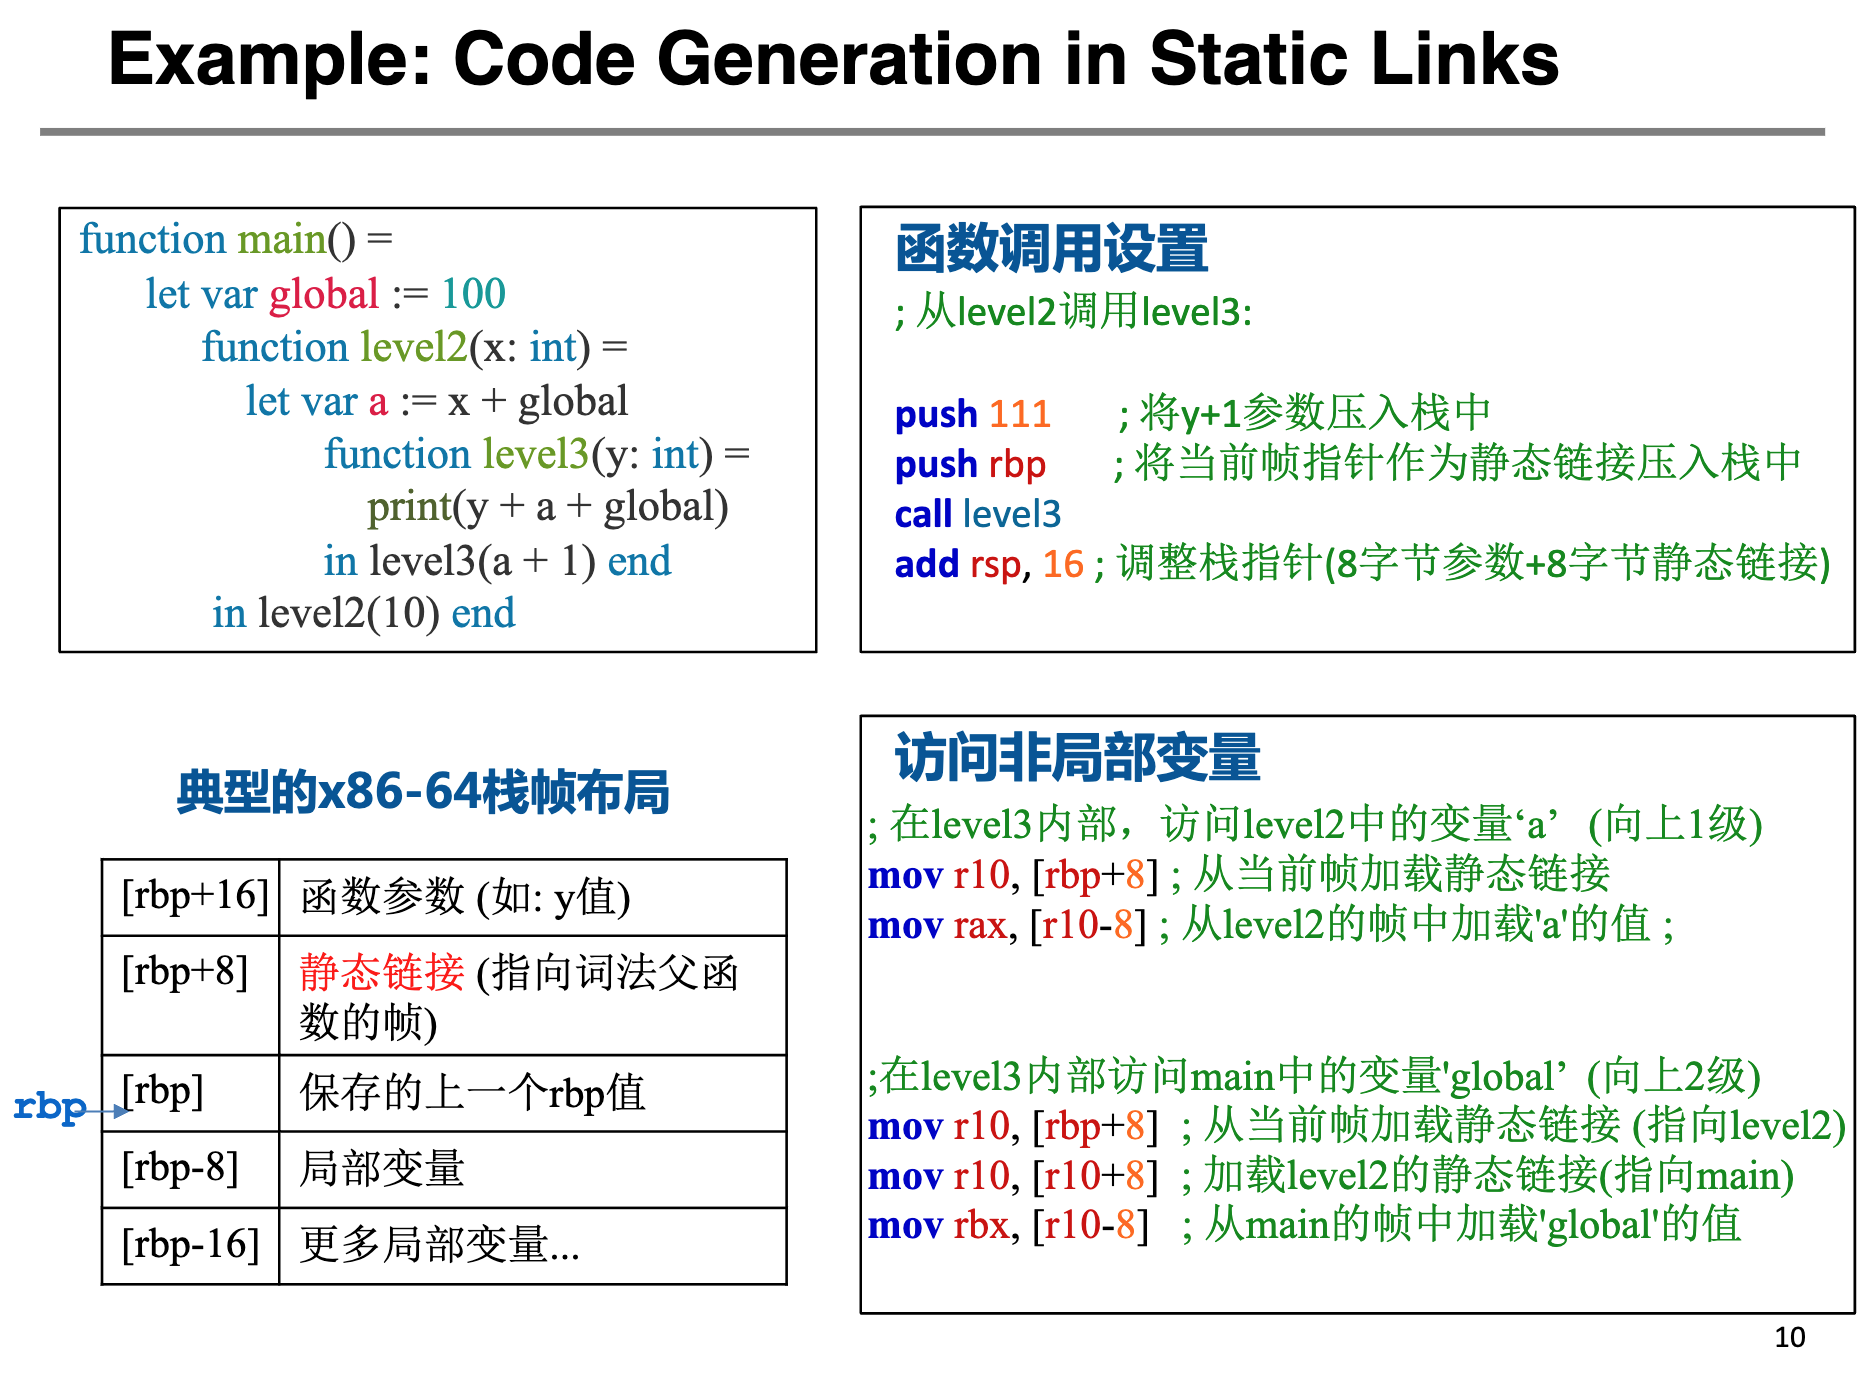 Example: Code Generation in Static Links
function main() =
let var global := 100
function level2(x: int) =
let var a := x + global
function level3(y: int) =
print(y + a + global)
in level3(a + 1) end
in level2(10) end
函数调用设置
; 从level2调用level3:
push 111 ; 将y+1参数压入栈中
push rbp ; 将当前帧指针作为静态链接压入栈中
call level3
add rsp, 16 ; 调整栈指针(8字节参数+8字节静态链接)
典型的x86-64栈帧布局
[rbp+16] 函数参数 (如: y值)
[rbp+8] 静态链接 (指向词法父函
数的帧)
rbp [rbp] 保存的上一个rbp值
[rbp-8] 局部变量
[rbp-16] 更多局部变量...
访问非局部变量
; 在level3内部，访问level2中的变量‘a’ (向上1级)
mov r10, [rbp+8] ; 从当前帧加载静态链接
mov rax, [r10-8] ; 从level2的帧中加载'a'的值 ;
;在level3内部访问main中的变量'global’ (向上2级)
mov r10, [rbp+8] ; 从当前帧加载静态链接 (指向level2)
mov r10, [r10+8] ; 加载level2的静态链接(指向main)
mov rbx, [r10-8] ; 从main的帧中加载'global'的值
10